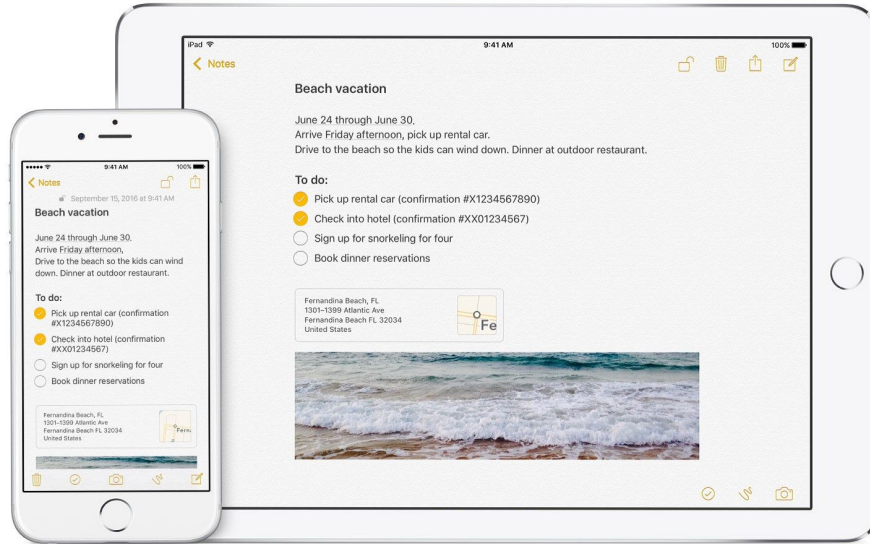 iPad
9:41 AM
100%
Notes
Beach vacation
June 24 through June 30.
Arrive Friday afternoon, pick up rental car.
Drive to the beach so the kids can wind down. Dinner at outdoor restaurant.
To do:
Pick up rental car (confirmation #X1234567890)
Check into hotel (confirmation #XX01234567)
Sign up for snorkeling for four
Book dinner reservations
Fernandina Beach, FL
1301–1399 Atlantic Ave
Fernandina Beach FL 32034
United States
Fe
9:41 AM
100%
Notes
September 15, 2016 at 9:41 AM
Beach vacation
June 24 through June 30.
Arrive Friday afternoon,
Drive to the beach so the kids can wind
down. Dinner at outdoor restaurant.
To do:
Pick up rental car (confirmation
#X1234567890)
Check into hotel (confirmation
#XX01234567)
Sign up for snorkeling for four
Book dinner reservations
Fernandina Beach, FL
1301–1399 Atlantic Ave
Fernandina Beach FL 32034
United States